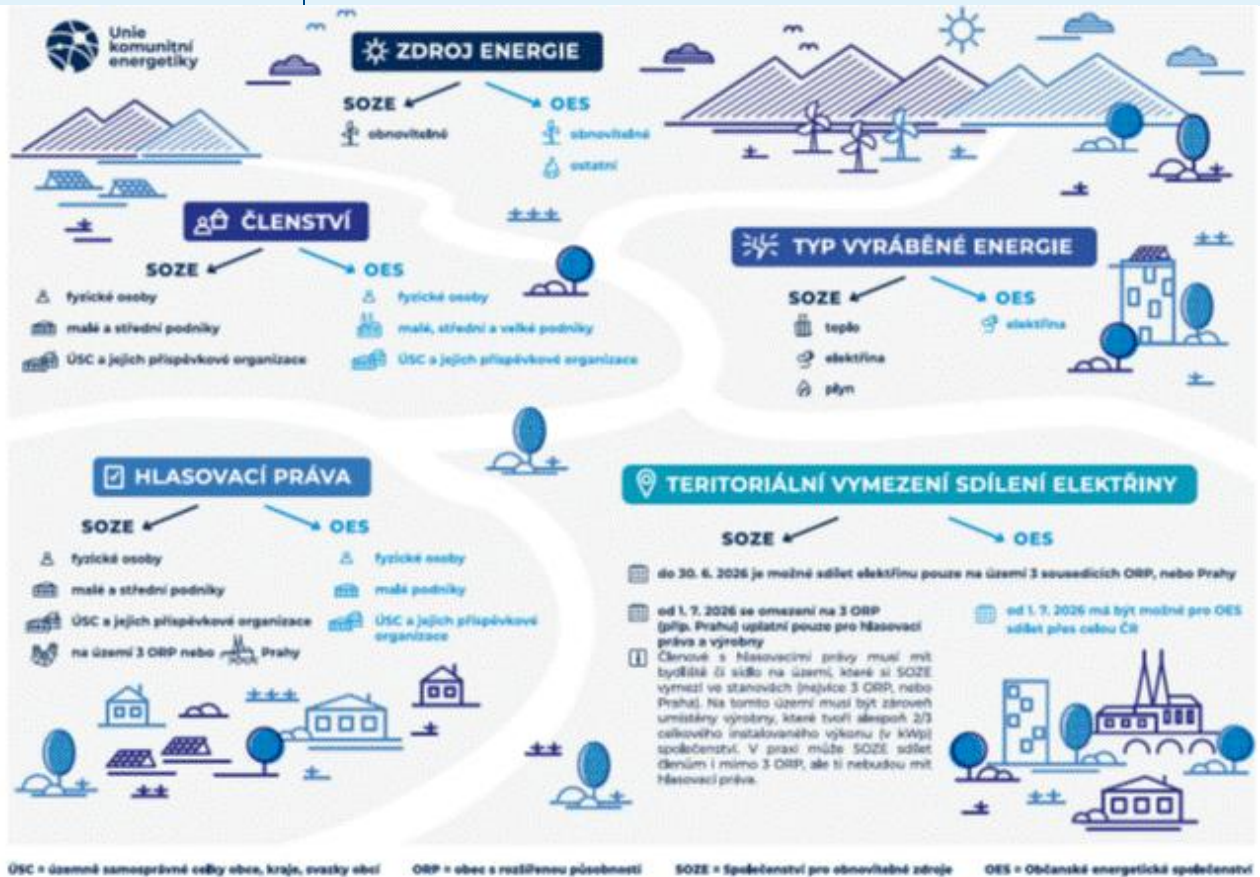 Unie
komunitní
energetiky
ZDROJ ENERGIE
SOZE
OES
obnovitelné
obnovitelné
ostatní
ČLENSTVÍ
SOZE
OES
fyzické osoby
fyzické osoby
malé a střední podniky
malé, střední a velké podniky
ÚSC a jejich příspěvkové organizace
ÚSC a jejich příspěvkové organizace
TYP VYRÁBĚNÉ ENERGIE
SOZE
OES
teplo
elektřina
elektřina
plyn
HLASOVACÍ PRÁVA
SOZE
OES
fyzické osoby
fyzické osoby
malé a střední podniky
malé podniky
ÚSC a jejich příspěvkové organizace
ÚSC a jejich příspěvkové
organizace
na území 3 ORP nebo Prahy
TERITORIÁLNÍ VYMEZENÍ SDÍLENÍ ELEKTŘINY
SOZE
OES
do 30. 6. 2026 je možné sdílet elektřinu pouze na území 3 sousedících ORP, nebo Prahy
od 1. 7. 2026 se omezení na 3 ORP
(příp. Prahu) uplatní pouze pro hlasovací
práva a výrobny
od 1. 7. 2026 má být možné pro OES
sdílet přes celou ČR
Členové s hlasovacími právy musí mít
bydliště či sídlo na území, které si SOZE
vymezí ve stanovách (nejvíce 3 ORP, nebo
Praha). Na tomto území musí být zároveň
umístěny výrobny, které tvoří alespoň 2/3
celkového instalovaného výkonu (v kWp)
společenství. V praxi může SOZE sdílet
členům i mimo 3 ORP, ale ti nebudou mít
hlasovací práva.
ÚSC = územně samosprávné celky obce, kraje, svazky obcí
ORP = obec s rozšířenou působností
SOZE = Společenství pro obnovitelné zdroje
OES = Občanské energetické společenství